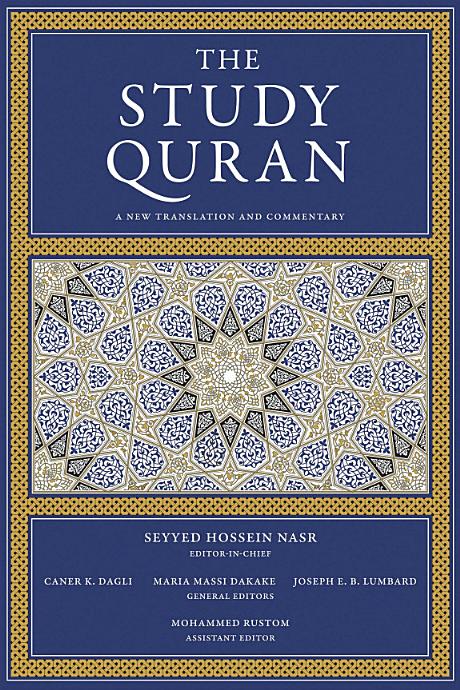 THE
STUDY
QURAN
A NEW TRANSLATION AND COMMENTARY
SEYYED HOSSEIN NASR
EDITOR-IN-CHIEF
CANER K. DAGLI MARIA MASSI DAKAKE JOSEPH E. B. LUMBARD
GENERAL EDITORS
MOHAMMED RUSTOM
ASSISTANT EDITOR